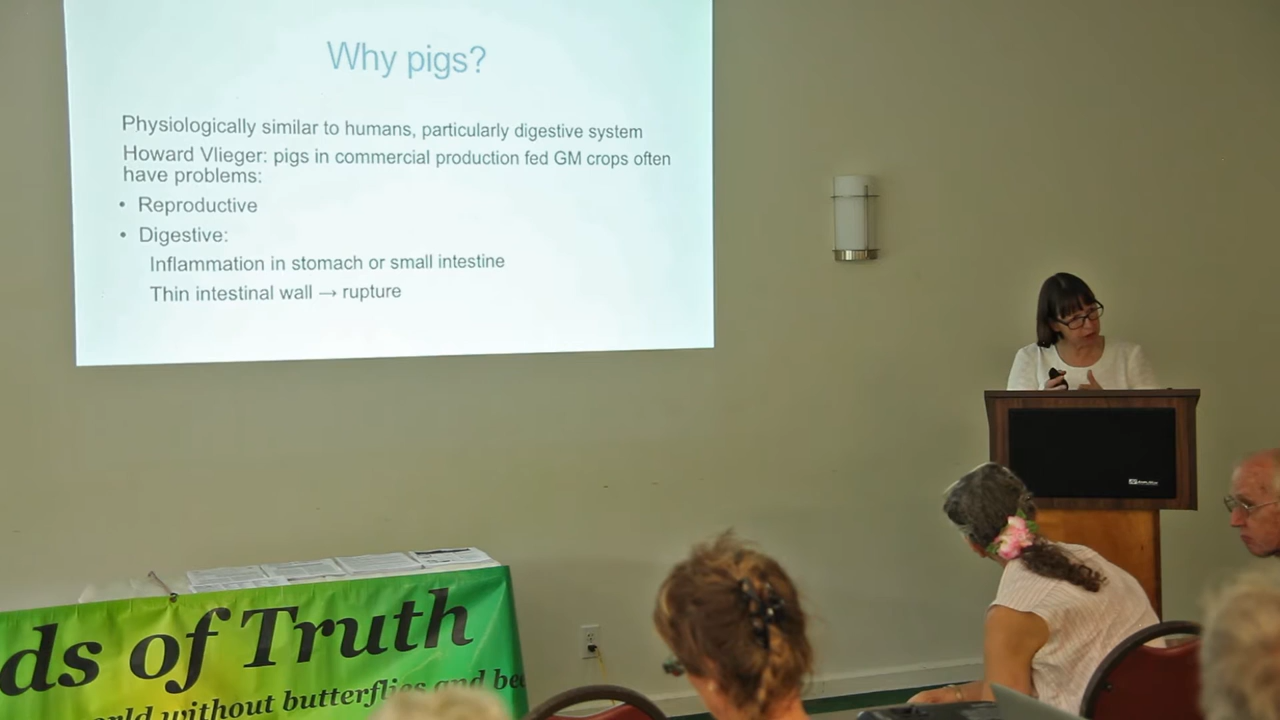 Why pigs?
Physiologically similar to humans, particularly digestive system
Howard Vlieger: pigs in commercial production fed GM crops often
have problems:
• Reproductive
• Digestive:
Inflammation in stomach or small intestine
Thin intestinal wall → rupture
ds of Truth
without butterflies and